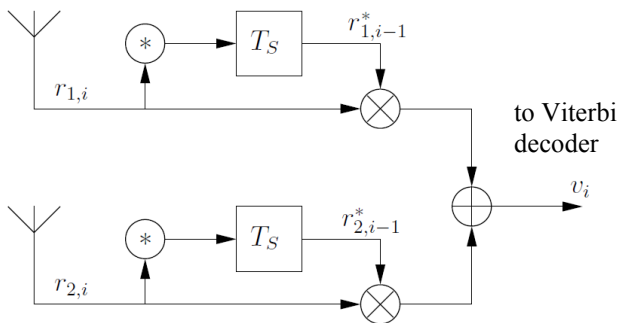 $T_S$
$r^*_{1,i-1}$
$*$
$r_{1,i}$
to Viterbi
decoder
$v_i$
$T_S$
$r^*_{2,i-1}$
$*$
$r_{2,i}$